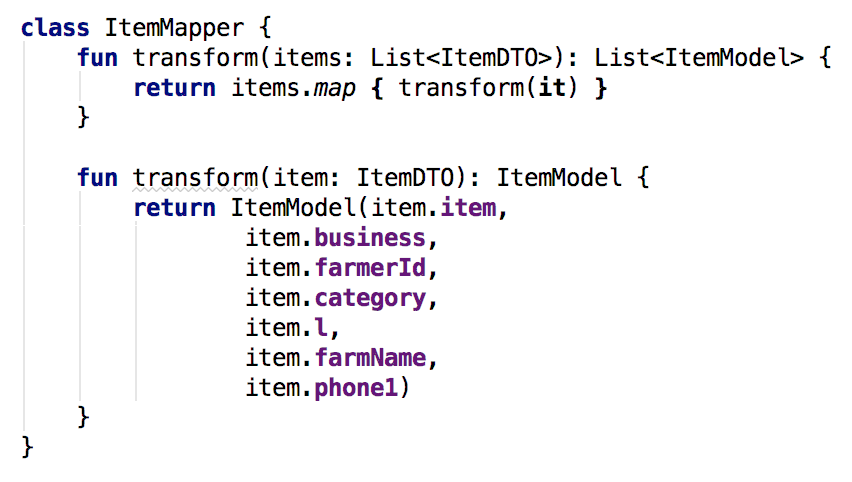 class ItemMapper {
    fun transform(items: List<ItemDTO>): List<ItemModel> {
        return items.map { transform(it) }
    }

    fun transform(item: ItemDTO): ItemModel {
        return ItemModel(item.item,
                item.business,
                item.farmerId,
                item.category,
                item.l,
                item.farmName,
                item.phone1)
    }
}